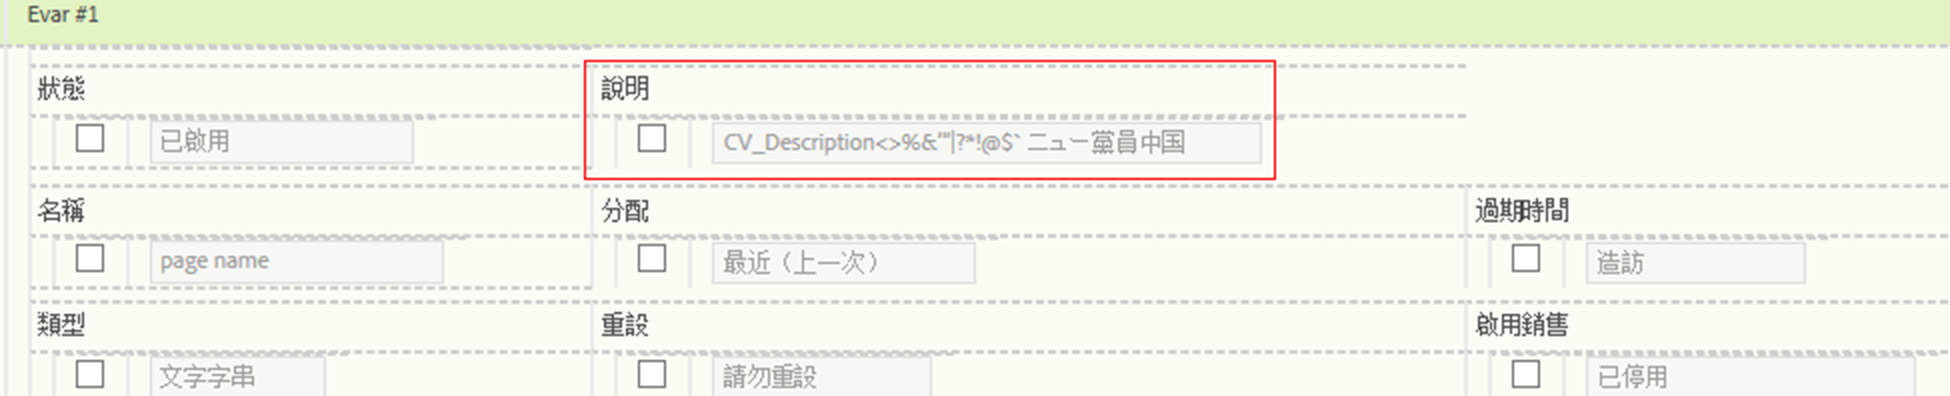 Evar #1
狀態 說明
已啟用 CV_Description<>%&'"|?*!@$` ニュー黨員中国
名稱 分配 過期時間
page name 最近（上一次） 造訪
類型 重設 啟用銷售
文字字串 請勿重設 已停用